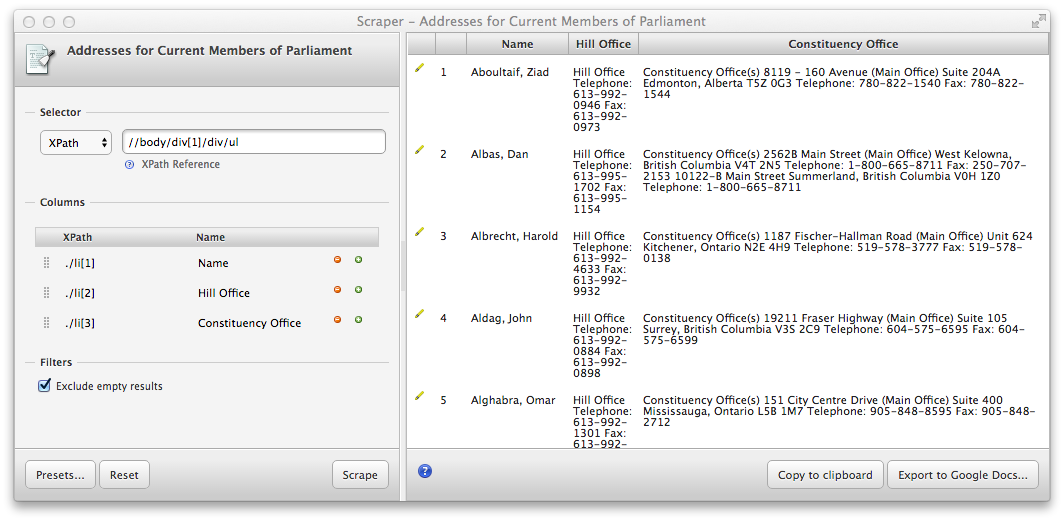 Scraper – Addresses for Current Members of Parliament
Addresses for Current Members of Parliament
Selector
XPath
//body/div[1]/div/ul
? XPath Reference
Columns
XPath Name
./li[1] Name
./li[2] Hill Office
./li[3] Constituency Office
Filters
Exclude empty results
Presets... Reset Scrape
Name Hill Office Constituency Office
1 Aboultaif, Ziad
Hill Office
Telephone:
613-992-
0946 Fax:
613-992-
0973
Constituency Office(s) 8119 – 160 Avenue (Main Office) Suite 204A
Edmonton, Alberta T5Z 0G3 Telephone: 780-822-1540 Fax: 780-822-
1544
2 Albas, Dan
Hill Office
Telephone:
613-995-
1702 Fax:
613-995-
1154
Constituency Office(s) 2562B Main Street (Main Office) West Kelowna,
British Columbia V4T 2N5 Telephone: 1-800-665-8711 Fax: 250-707-
2153 10122-B Main Street Summerland, British Columbia V0H 1Z0
Telephone: 1-800-665-8711
3 Albrecht, Harold
Hill Office
Telephone:
613-992-
4633 Fax:
613-992-
9932
Constituency Office(s) 1187 Fischer-Hallman Road (Main Office) Unit 624
Kitchener, Ontario N2E 4H9 Telephone: 519-578-3777 Fax: 519-578-
0138
4 Aldag, John
Hill Office
Telephone:
613-992-
0884 Fax:
613-992-
0898
Constituency Office(s) 19211 Fraser Highway (Main Office) Suite 105
Surrey, British Columbia V3S 2C9 Telephone: 604-575-6595 Fax: 604-
575-6599
5 Alghabra, Omar
Hill Office
Telephone:
613-992-
1301 Fax:
613-992-
Constituency Office(s) 151 City Centre Drive (Main Office) Suite 400
Mississauga, Ontario L5B 1M7 Telephone: 905-848-8595 Fax: 905-848-
2712
? Copy to clipboard Export to Google Docs...